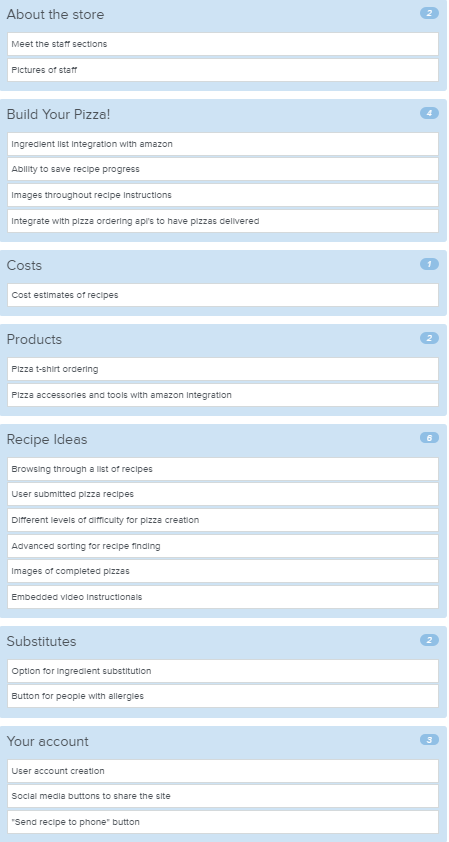 About the store
2
Meet the staff sections
Pictures of staff
Build Your Pizza!
4
Ingredient list integration with amazon
Ability to save recipe progress
Images throughout recipe instructions
Integrate with pizza ordering api's to have pizzas delivered
Costs
1
Cost estimates of recipes
Products
2
Pizza t-shirt ordering
Pizza accessories and tools with amazon integration
Recipe Ideas
6
Browsing through a list of recipes
User submitted pizza recipes
Different levels of difficulty for pizza creation
Advanced sorting for recipe finding
Images of completed pizzas
Embedded video instructionals
Substitutes
2
Option for ingredient substitution
Button for people with allergies
Your account
3
User account creation
Social media buttons to share the site
"Send recipe to phone" button